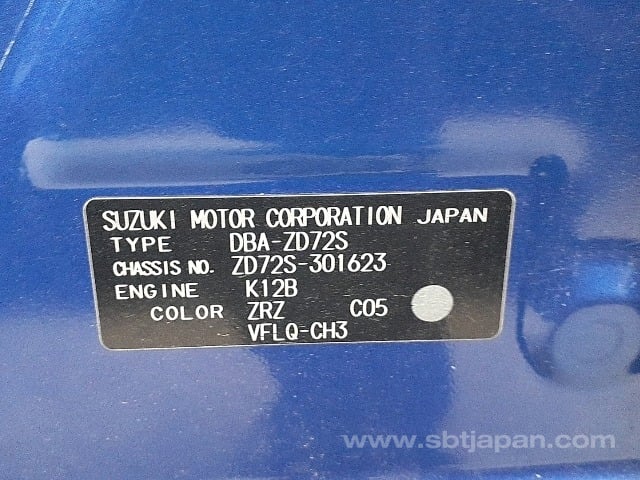 SUZUKI MOTOR CORPORATION JAPAN
TYPE DBA-ZD72S
CHASSIS NO. ZD72S-301623
ENGINE K12B
COLOR ZRZ C05
VFLQ-CH3
www.sbtjapan.com